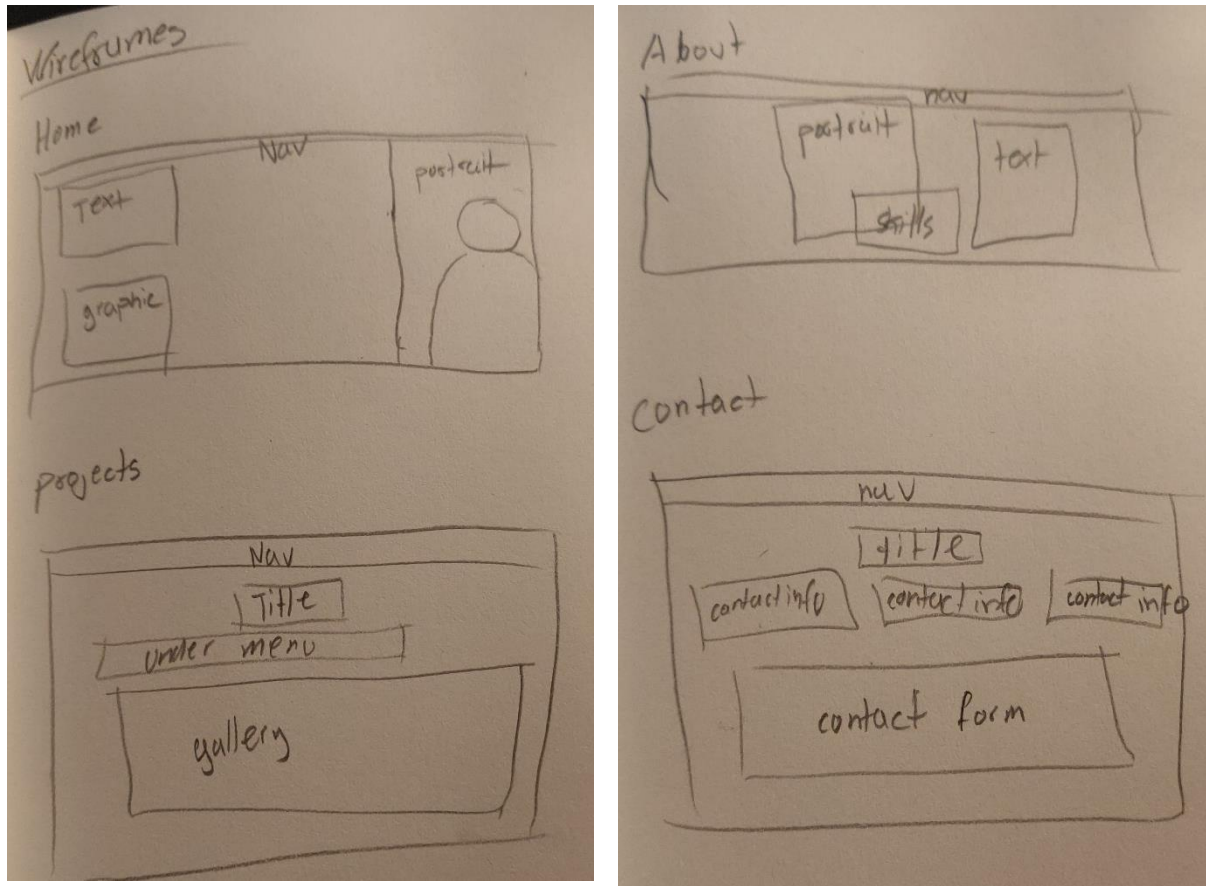 Wireframes
Home
Nav
Text
portrait
graphic
projects
Nav
Title
under menu
gallery
About
nav
portrait
text
skills
contact
nav
title
contact info
contact info
contact info
contact form